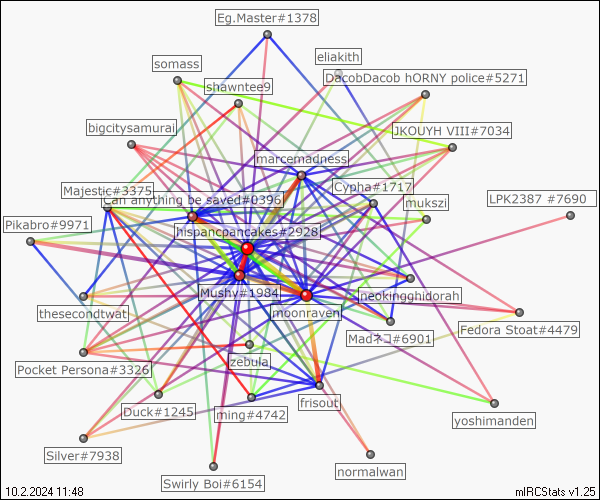 Eg.Master#1378
eliakith
somass
DacobDacob hORNY police#5271
shawntee9
bigcitysamurai
JKOUYH VIII#7034
marcemadness
Cypha#1717
Majestic#3375
Can anything be saved#0396
LPK2387 #7690
mukszi
Pikabro#9971
hispancpancakes#2928
Mushy#1984
neokingghidorah
thesecondtwat
moonraven
Fedora Stoat#4479
Madネコ#6901
zebula
Pocket Persona#3326
frisout
Duck#1245
ming#4742
yoshimanden
Silver#7938
normalwan
Swirly Boi#6154
10.2.2024 11:48
mIRCStats v1.25